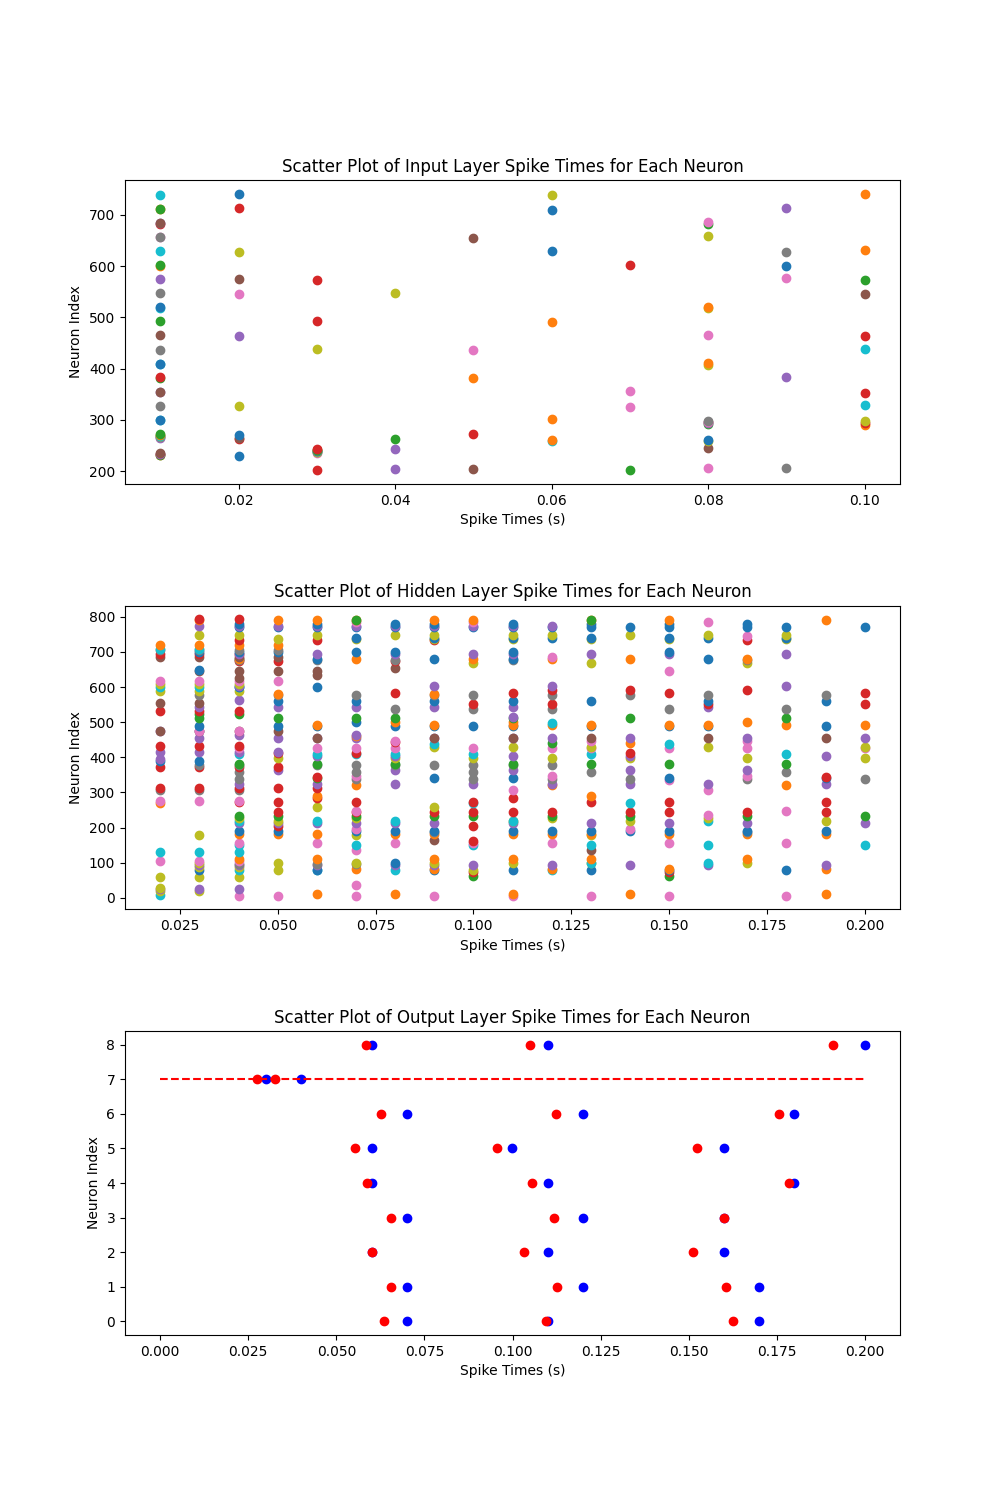 Scatter Plot of Input Layer Spike Times for Each Neuron
700
600
500
400
300
200
Neuron Index
0.02 0.04 0.06 0.08 0.10
Spike Times (s)
Scatter Plot of Hidden Layer Spike Times for Each Neuron
800
700
600
500
400
300
200
100
0
Neuron Index
0.025 0.050 0.075 0.100 0.125 0.150 0.175 0.200
Spike Times (s)
Scatter Plot of Output Layer Spike Times for Each Neuron
8
7
6
5
4
3
2
1
0
Neuron Index
0.000 0.025 0.050 0.075 0.100 0.125 0.150 0.175 0.200
Spike Times (s)